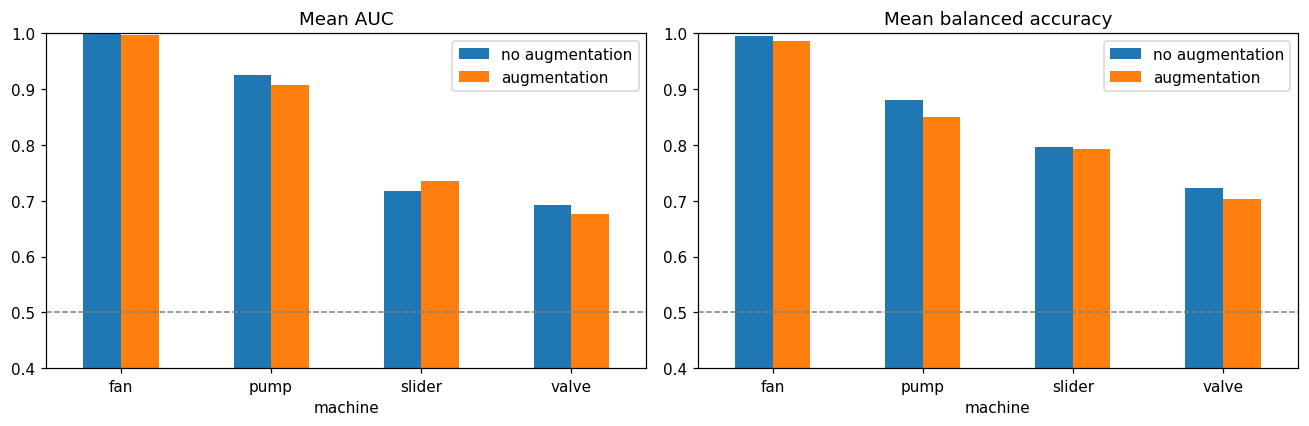 Mean AUC
1.0
0.9
0.8
0.7
0.6
0.5
0.4
no augmentation
augmentation
fan pump slider valve
machine
Mean balanced accuracy
1.0
0.9
0.8
0.7
0.6
0.5
0.4
no augmentation
augmentation
fan pump slider valve
machine